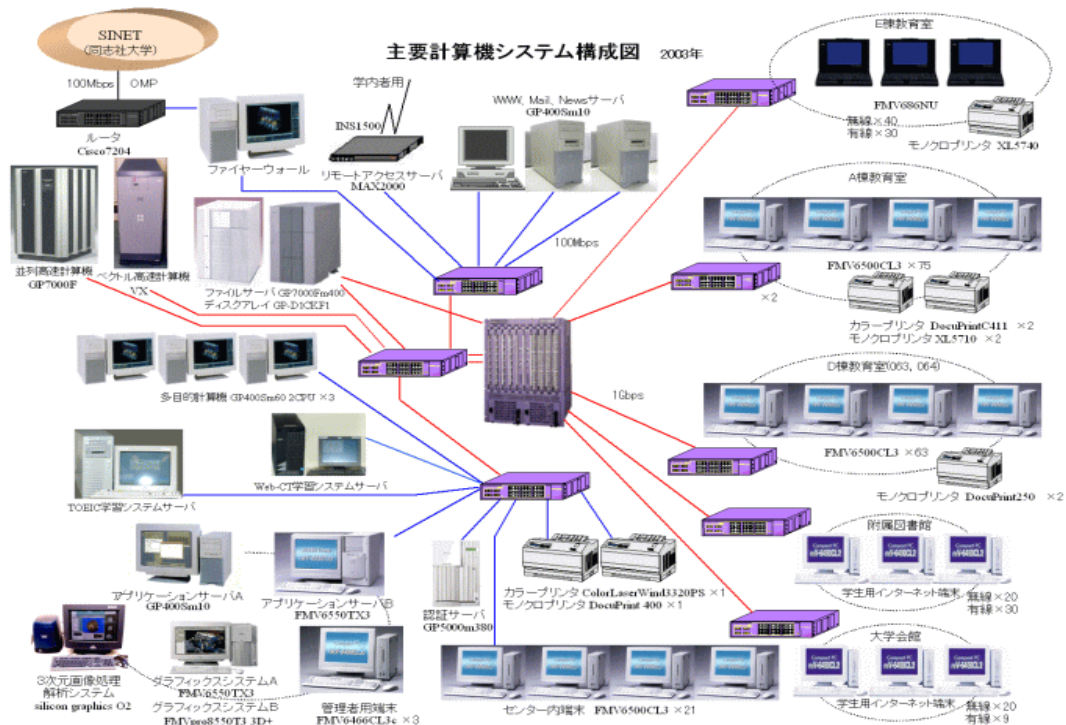 SINET
(同志社大学)
主要計算機システム構成図 2003年
100Mbps OMP
ルータ
Cisco7204
ファイヤーウォール
学内者用
INS1500
リモートアクセスサーバ
MAX2000
WWW, Mail, Newsサーバ
GP400Sm10
100Mbps
E棟教育室
FMV686NU
無線×40
有線×30
モノクロプリンタ XL5740
並列高速計算機
GP7000F
ベクトル高速計算機
VX
ファイルサーバ GP7000Fm400
ディスクアレイ GP-D1CKF1
A棟教育室
FMV6500CL3 ×75
×2
カラープリンタ DocuPrintC411 ×2
モノクロプリンタ XL5710 ×2
多目的計算機 GP400Sm60 2CPU ×3
1Gbps
D棟教育室(063, 064)
FMV6500CL3 ×63
モノクロプリンタ DocuPrint250 ×2
TOEIC学習システムサーバ
Web-CT学習システムサーバ
アプリケーションサーバA
GP400Sm10
アプリケーションサーバB
FMV6550TX3
認証サーバ
GP5000m380
カラープリンタ ColorLaserWind3320PS ×1
モノクロプリンタ DocuPrint 400 ×1
附属図書館
学生用インターネット端末
無線×20
有線×30
3次元画像処理
解析システム
silicon graphics O2
グラフィックスシステムA
FMV6550TX3
グラフィックスシステムB
FMVpro8550T3 3D+
管理者用端末
FMV6466CL3c ×3
センター内端末 FMV6500CL3 ×21
大学会館
学生用インターネット端末
無線×20
有線×9